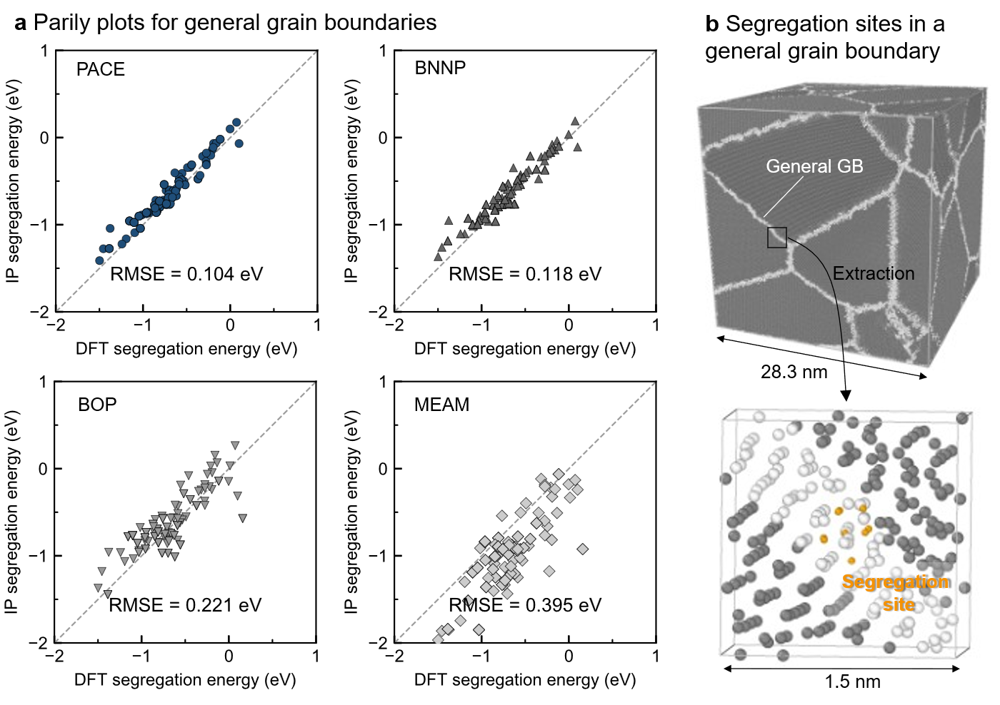 a Parily plots for general grain boundaries
PACE
RMSE = 0.104 eV
IP segregation energy (eV)
1
0
−1
−2
−2 −1 0 1
DFT segregation energy (eV)
BNNP
RMSE = 0.118 eV
IP segregation energy (eV)
1
0
−1
−2
−2 −1 0 1
DFT segregation energy (eV)
BOP
RMSE = 0.221 eV
IP segregation energy (eV)
1
0
−1
−2
−2 −1 0 1
DFT segregation energy (eV)
MEAM
RMSE = 0.395 eV
IP segregation energy (eV)
1
0
−1
−2
−2 −1 0 1
DFT segregation energy (eV)
b Segregation sites in a
general grain boundary
General GB
Extraction
28.3 nm
Segregation
site
1.5 nm